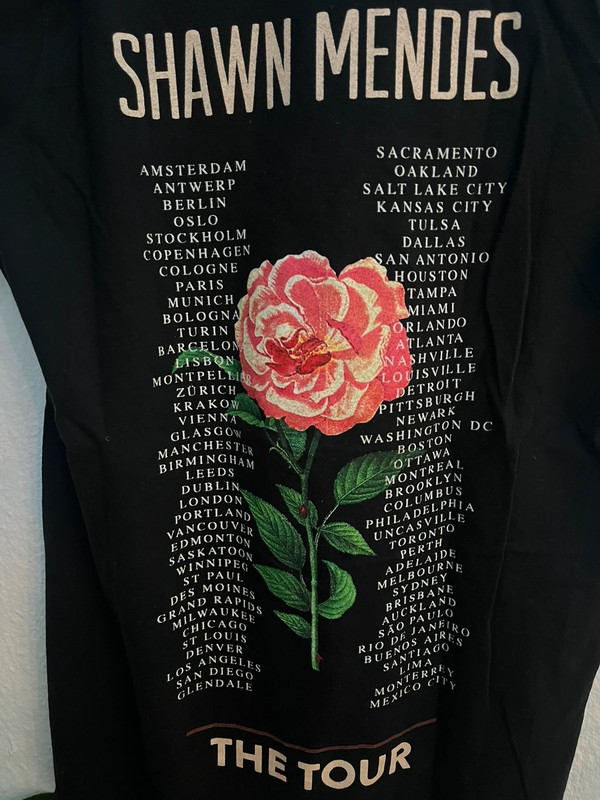 SHAWN MENDES
AMSTERDAM
ANTWERP
BERLIN
OSLO
STOCKHOLM
COPENHAGEN
COLOGNE
PARIS
MUNICH
BOLOGNA
TURIN
BARCELONA
LISBON
MONTPELLIER
ZÜRICH
KRAKOW
VIENNA
GLASGOW
MANCHESTER
BIRMINGHAM
LEEDS
DUBLIN
LONDON
PORTLAND
VANCOUVER
EDMONTON
SASKATOON
WINNIPEG
ST PAUL
DES MOINES
GRAND RAPIDS
MILWAUKEE
CHICAGO
ST LOUIS
DENVER
LOS ANGELES
SAN DIEGO
GLENDALE
SACRAMENTO
OAKLAND
SALT LAKE CITY
KANSAS CITY
TULSA
DALLAS
SAN ANTONIO
HOUSTON
TAMPA
MIAMI
ORLANDO
ATLANTA
NASHVILLE
LOUISVILLE
DETROIT
PITTSBURGH
NEWARK
WASHINGTON DC
BOSTON
OTTAWA
MONTREAL
BROOKLYN
COLUMBUS
PHILADELPHIA
UNCASVILLE
TORONTO
PERTH
ADELAIDE
MELBOURNE
SYDNEY
BRISBANE
AUCKLAND
SÃO PAULO
RIO DE JANEIRO
BUENOS AIRES
SANTIAGO
LIMA
MONTERREY
MEXICO CITY
THE TOUR